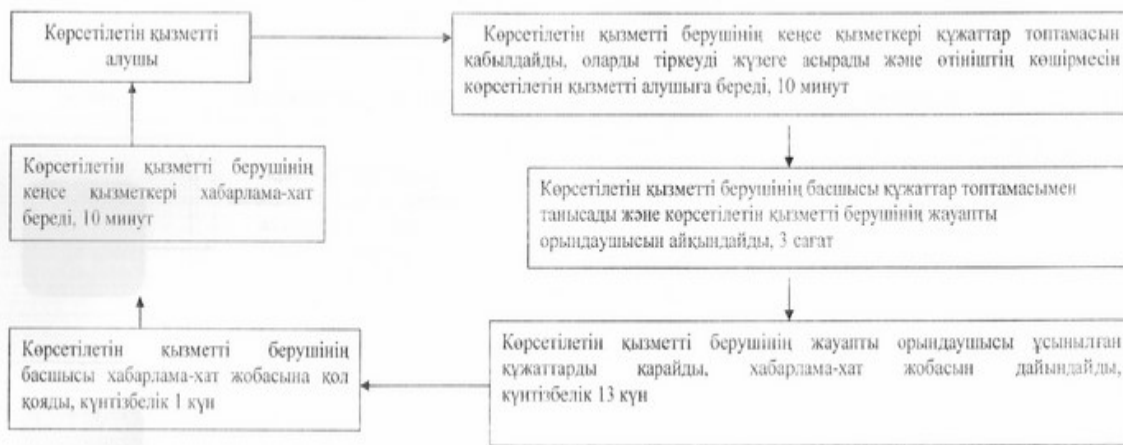 Көрсетілетін қызметті
алушы
Көрсетілетін қызметті берушінің кеңсе қызметкері құжаттар топтамасын
қабылдайды, оларды тіркеуді жүзеге асырады және өтініштің көшірмесін
көрсетілетін қызметті алушыға береді, 10 минут
Көрсетілетін қызметті берушінің басшысы құжаттар топтамасымен
танысады және көрсетілетін қызметті берушінің жауапты
орындаушысын айқындайды, 3 сағат
Көрсетілетін қызметті берушінің жауапты орындаушысы ұсынылған
құжаттарды қарайды, хабарлама-хат жобасын дайындайды,
күнтізбелік 13 күн
Көрсетілетін қызметті берушінің
басшысы хабарлама-хат жобасына қол
қояды, күнтізбелік 1 күн
Көрсетілетін қызметті берушінің
кеңсе қызметкері хабарлама-хат
береді, 10 минут